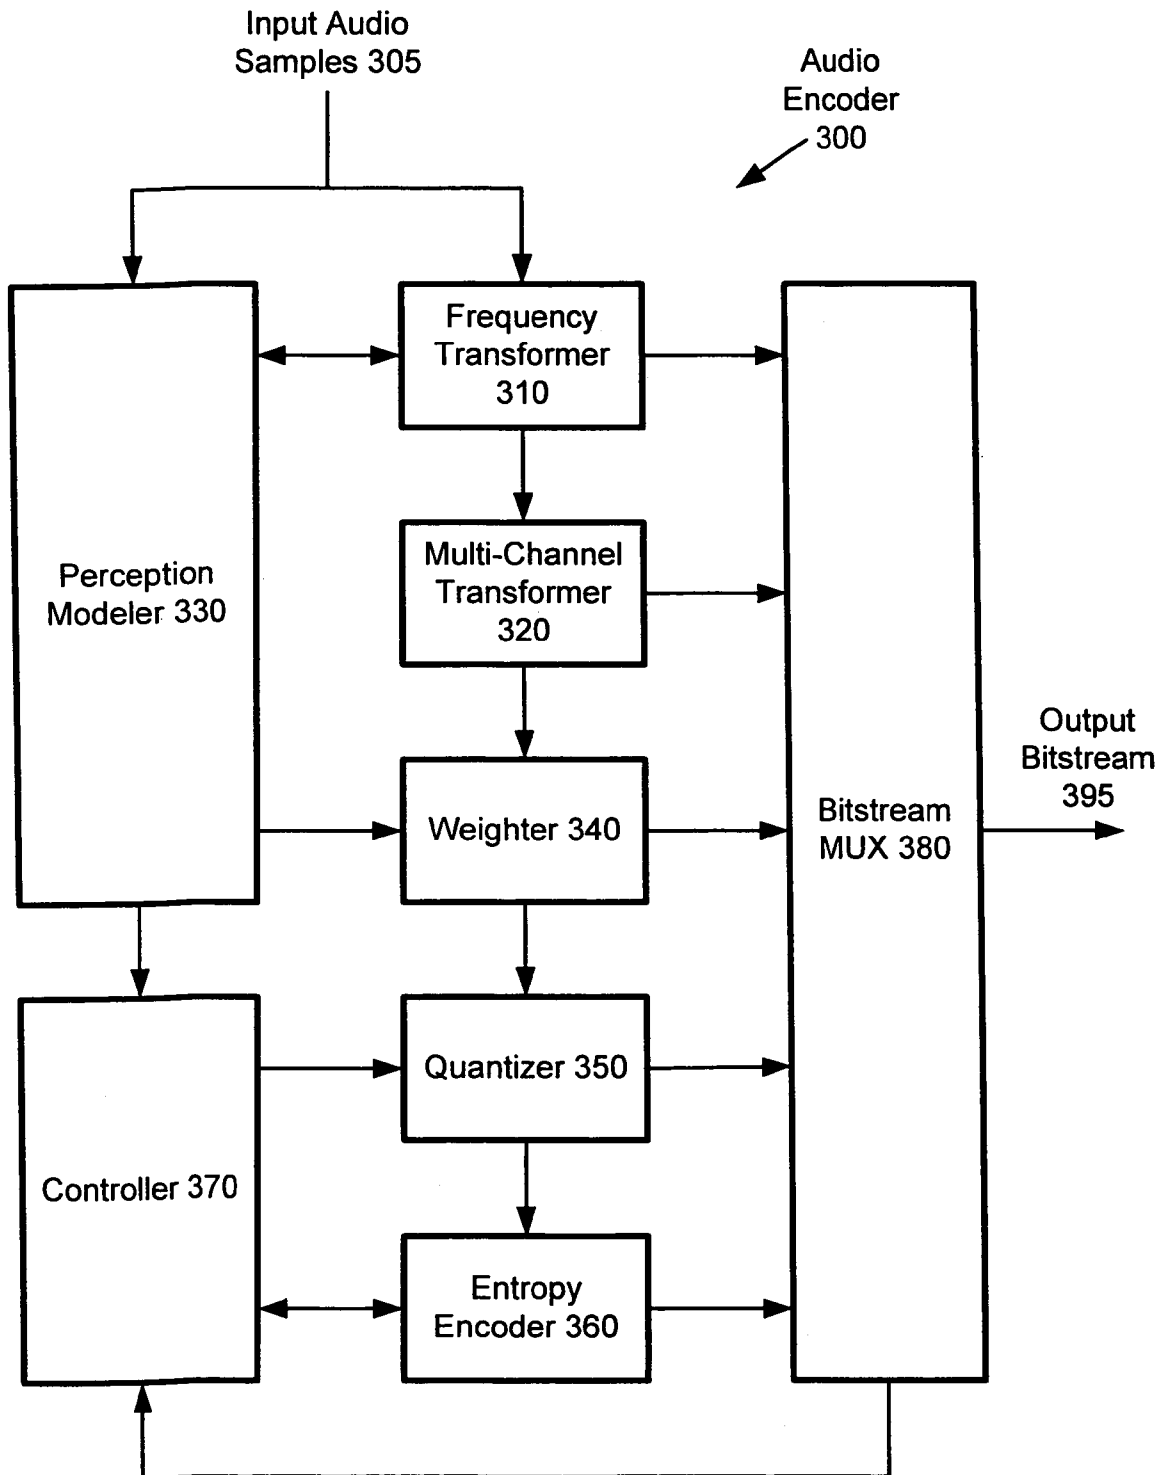 Input Audio
Samples 305
Audio
Encoder
300
Frequency
Transformer
310
Multi-Channel
Transformer
320
Perception
Modeler 330
Output
Bitstream
395
Weighter 340
Bitstream
MUX 380
Quantizer 350
Controller 370
Entropy
Encoder 360